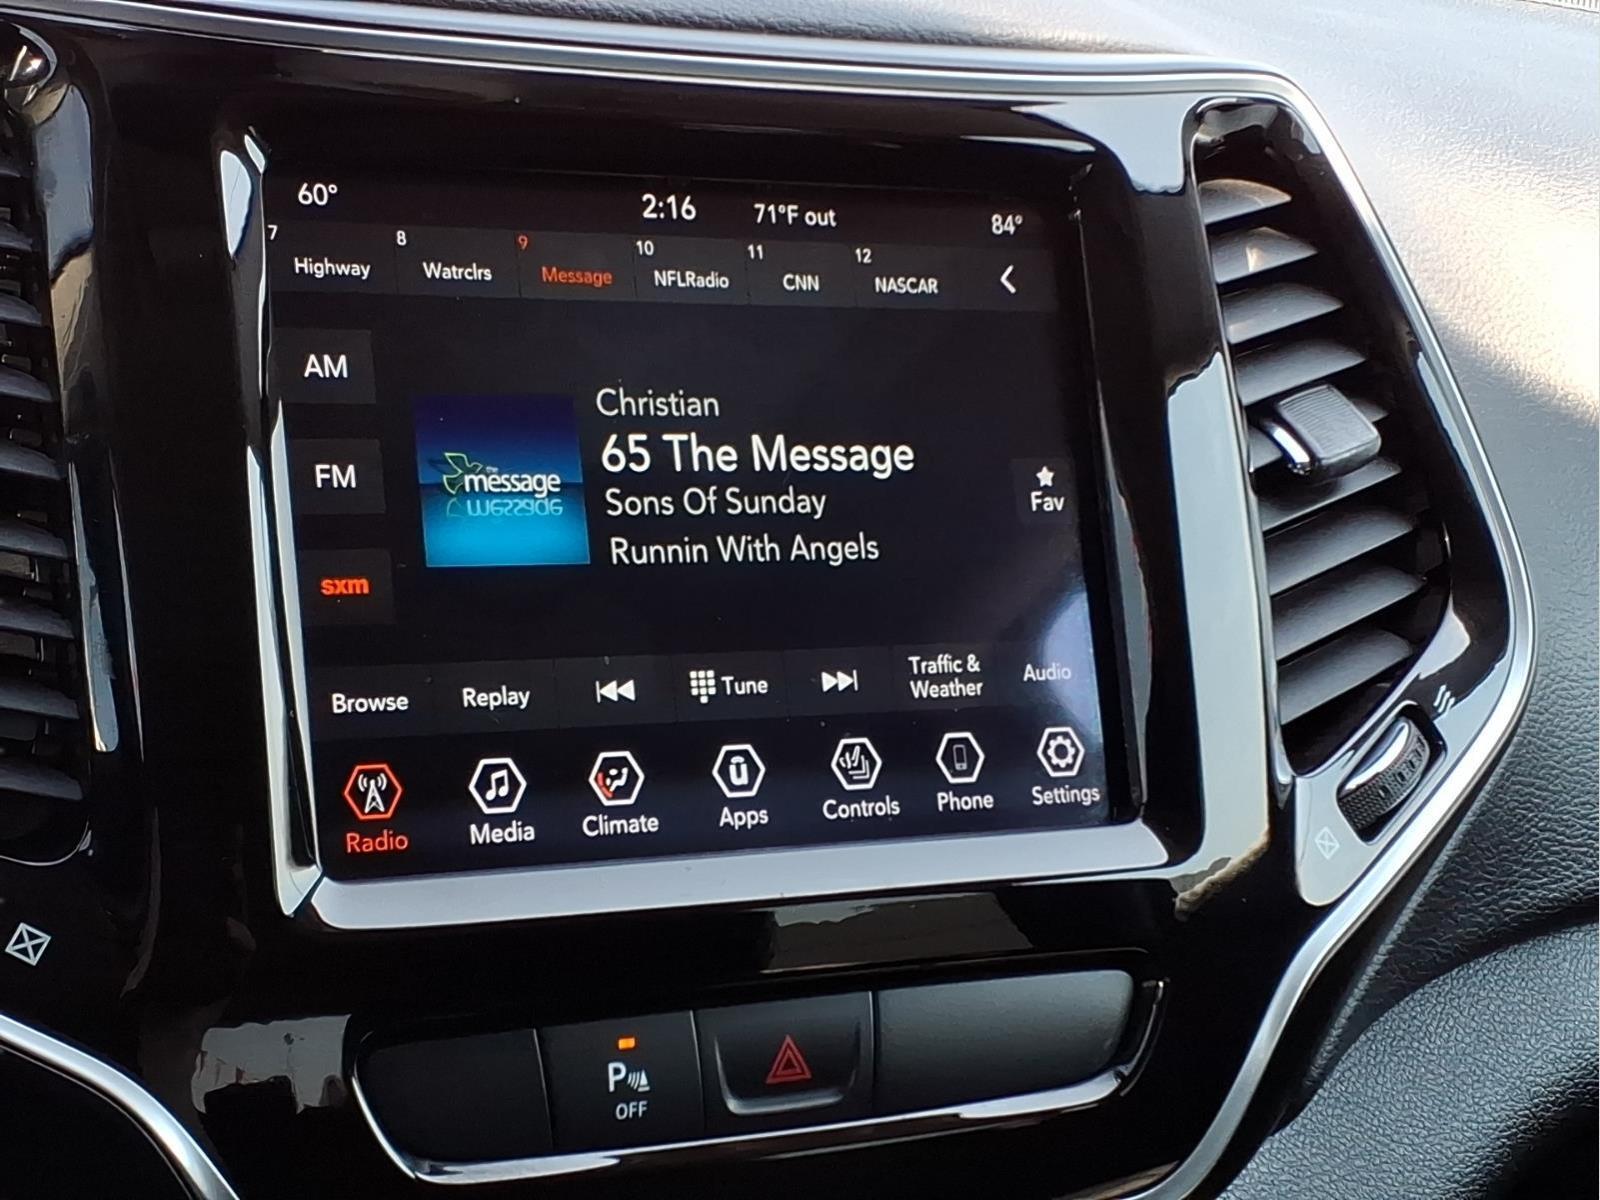 60°
2:16
71°F out
84°
7
Highway
8
Watrclrs
9
Message
10
NFLRadio
11
CNN
12
NASCAR
AM
FM
sxm
the
message
Christian
65 The Message
Sons Of Sunday
Runnin With Angels
Fav
Browse
Replay
Tune
Traffic &
Weather
Audio
Radio
Media
Climate
ū
Apps
Controls
Phone
Settings
P
OFF